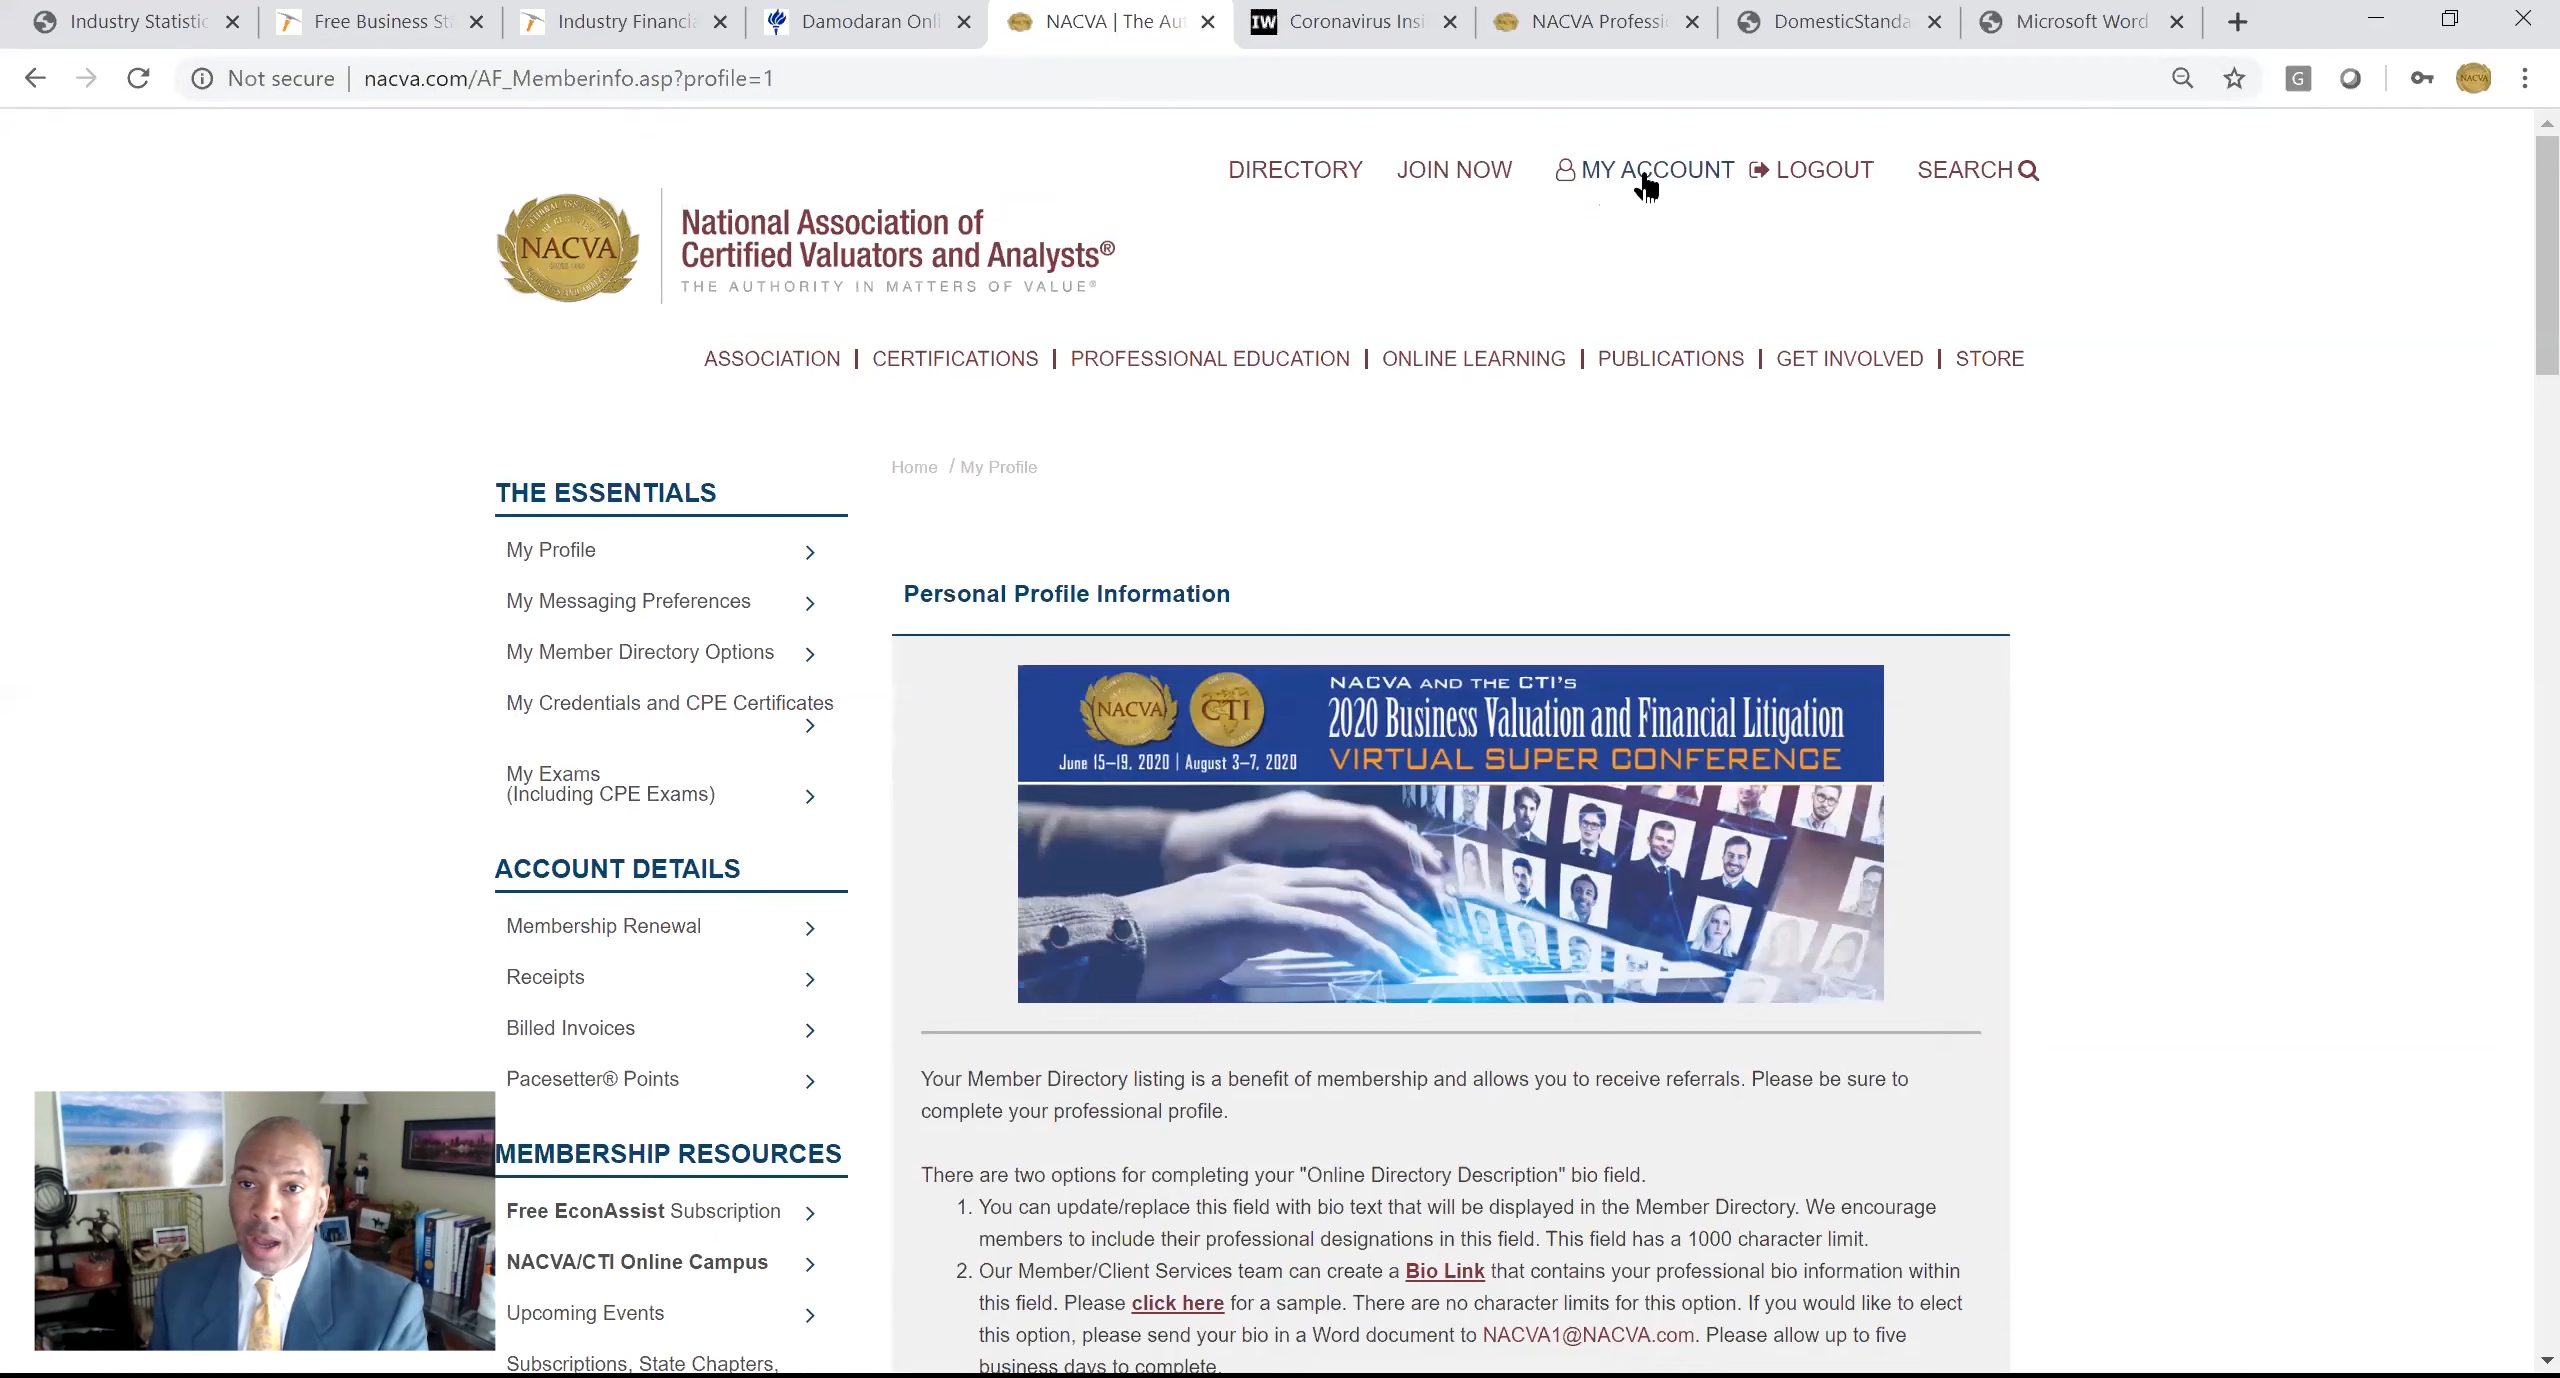 Industry Statistic
Free Business St
Industry Financi
Damodaran Onli
NACVA | The Aut
IW
Coronavirus Insi
NACVA Professi
DomesticStanda
Microsoft Word
Not secure
nacva.com/AF_Memberinfo.asp?profile=1
G
NACVA
DIRECTORY
JOIN NOW
MY ACCOUNT
LOGOUT
SEARCH
NACVA
National Association of
Certified Valuators and Analysts®
THE AUTHORITY IN MATTERS OF VALUE®
ASSOCIATION | CERTIFICATIONS | PROFESSIONAL EDUCATION | ONLINE LEARNING | PUBLICATIONS | GET INVOLVED | STORE
Home / My Profile
THE ESSENTIALS
My Profile
My Messaging Preferences
My Member Directory Options
My Credentials and CPE Certificates
My Exams
(Including CPE Exams)
ACCOUNT DETAILS
Membership Renewal
Receipts
Billed Invoices
Pacesetter® Points
MEMBERSHIP RESOURCES
Free EconAssist Subscription
NACVA/CTI Online Campus
Upcoming Events
Subscriptions, State Chapters,
Personal Profile Information
NACVA
CTI
NACVA AND THE CTI'S
2020 Business Valuation and Financial Litigation
June 15–19, 2020 | August 3–7, 2020
VIRTUAL SUPER CONFERENCE
Your Member Directory listing is a benefit of membership and allows you to receive referrals. Please be sure to
complete your professional profile.
There are two options for completing your "Online Directory Description" bio field.
1. You can update/replace this field with bio text that will be displayed in the Member Directory. We encourage
members to include their professional designations in this field. This field has a 1000 character limit.
2. Our Member/Client Services team can create a Bio Link that contains your professional bio information within
this field. Please click here for a sample. There are no character limits for this option. If you would like to elect
this option, please send your bio in a Word document to NACVA1@NACVA.com. Please allow up to five
business days to complete.